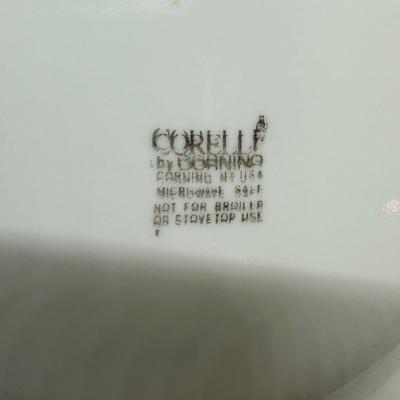 CORELLE®
by CORNING
CORNING NY USA
MICROWAVE SAFE
NOT FOR BROILER
OR STOVETOP USE